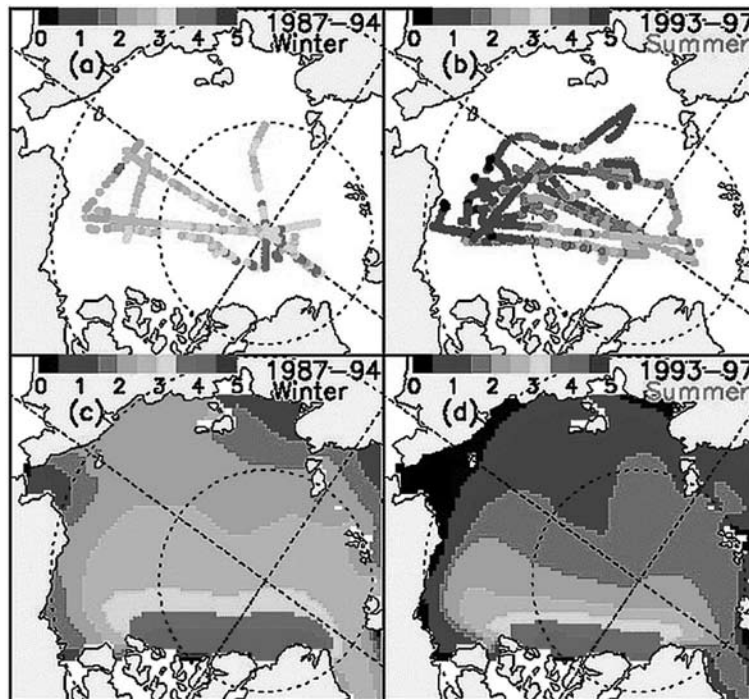 1987-94
0 1 2 3 4 5 Winter
(a)
1993-97
0 1 2 3 4 5 Summer
(b)
1987-94
0 1 2 3 4 5 Winter
(c)
1993-97
0 1 2 3 4 5 Summer
(d)